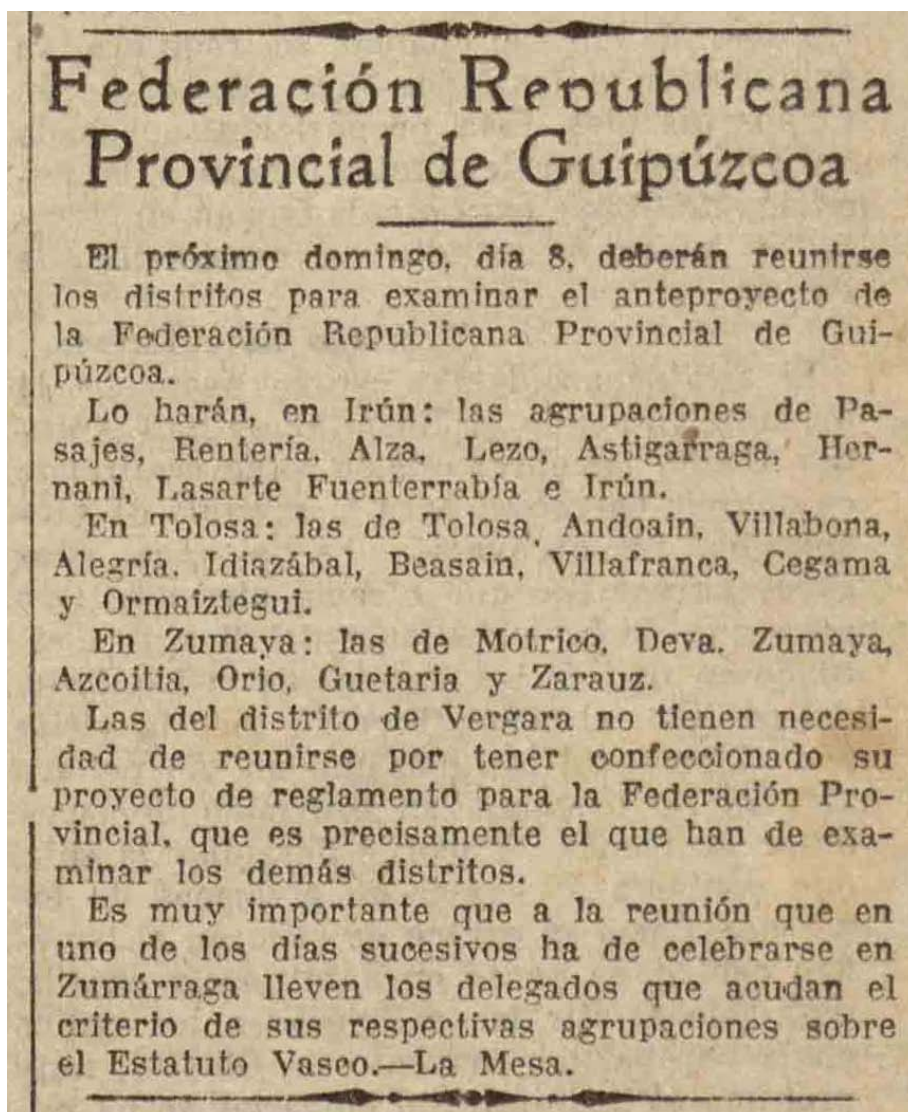 Federación Republicana
Provincial de Guipúzcoa
El próximo domingo, día 8, deberán reunirse
los distritos para examinar el anteproyecto de
la Federación Republicana Provincial de Gui-
púzcoa.
Lo harán, en Irún: las agrupaciones de Pa-
sajes, Rentería, Alza, Lezo, Astigarraga, Her-
nani, Lasarte Fuenterrabía e Irún.
En Tolosa: las de Tolosa, Andoain, Villabona,
Alegría, Idiazábal, Beasain, Villafranca, Cegama
y Ormaiztegui.
En Zumaya: las de Motrico, Deva, Zumaya,
Azcoitia, Orio, Guetaria y Zarauz.
Las del distrito de Vergara no tienen necesi-
dad de reunirse por tener confeccionado su
proyecto de reglamento para la Federación Pro-
vincial, que es precisamente el que han de exa-
minar los demás distritos.
Es muy importante que a la reunión que en
uno de los días sucesivos ha de celebrarse en
Zumárraga lleven los delegados que acudan el
criterio de sus respectivas agrupaciones sobre
el Estatuto Vasco.—La Mesa.